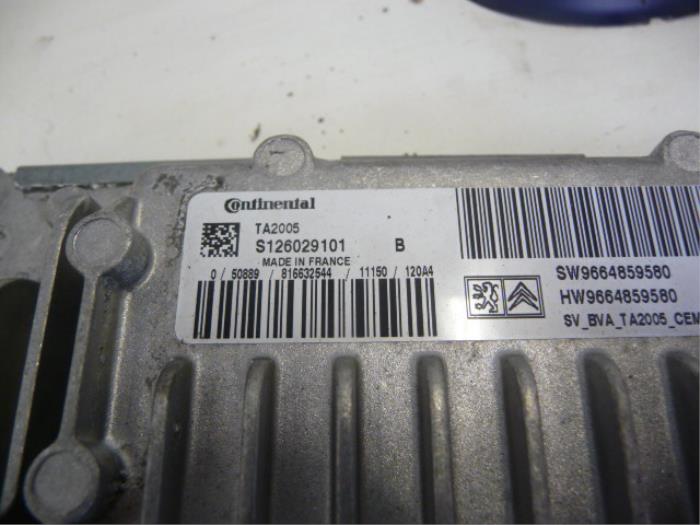 Continental
TA2005
S126029101 B
MADE IN FRANCE
0 / 50889 / 816632544 / 11150 / 120A4
SW9664859580
HW9664859580
SV_BVA_TA2005_CEM